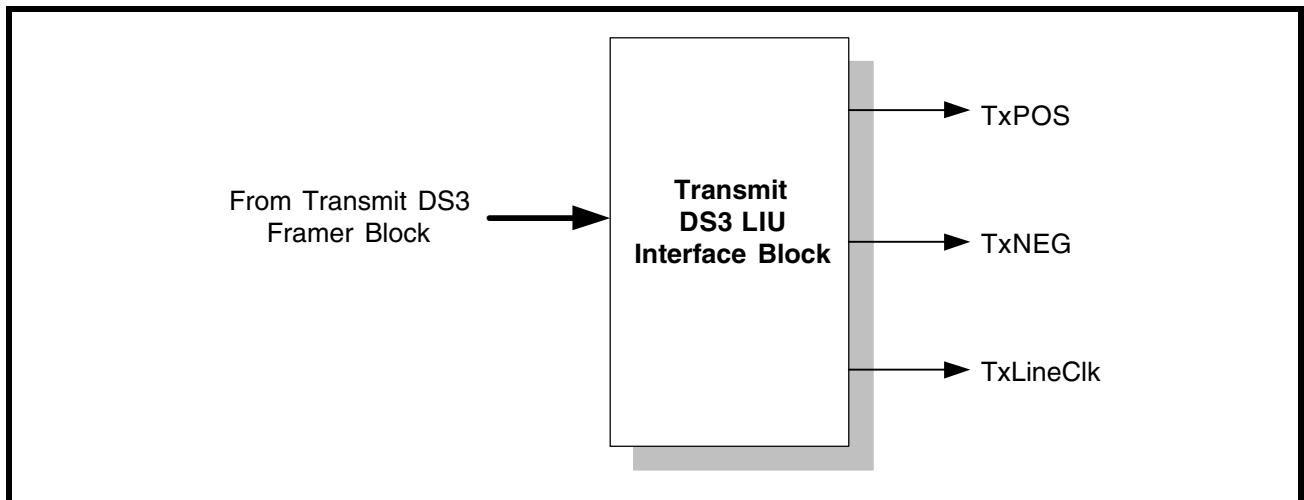 From Transmit DS3
Framer Block
Transmit
DS3 LIU
Interface Block
TxPOS
TxNEG
TxLineClk